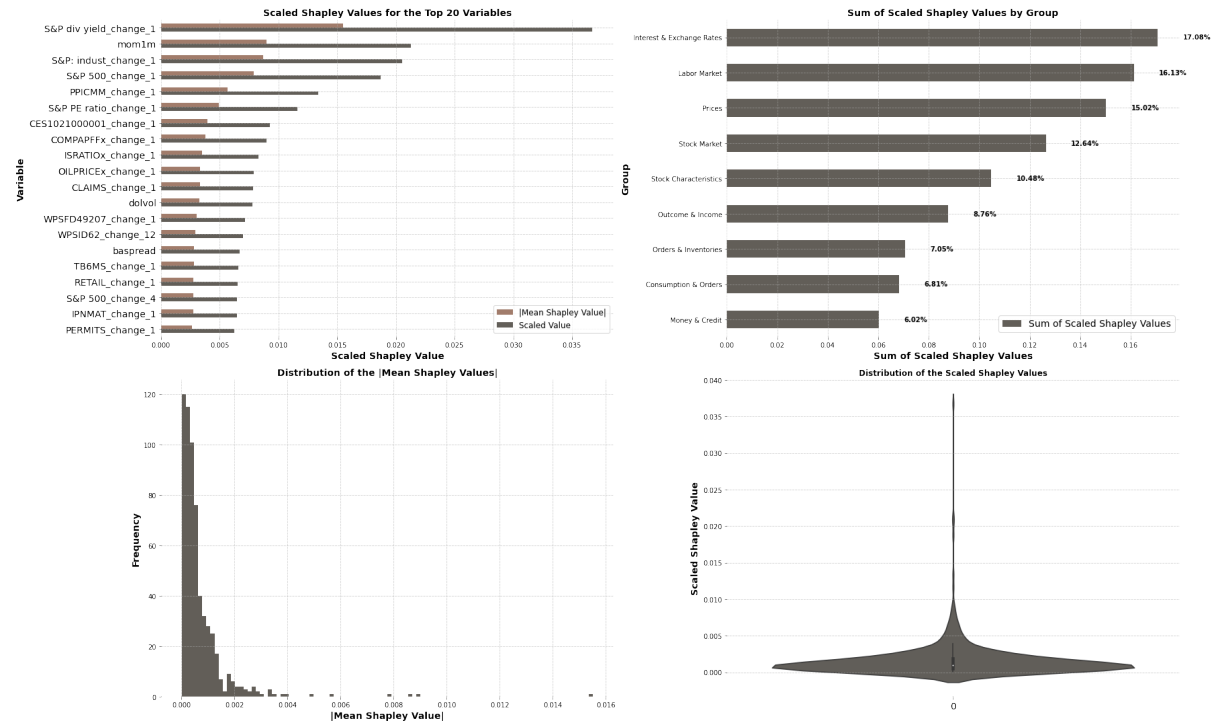 Scaled Shapley Values for the Top 20 Variables
Variable
S&P div yield_change_1
mom1m
S&P: indust_change_1
S&P 500_change_1
PPICMM_change_1
S&P PE ratio_change_1
CES1021000001_change_1
COMPAPFFx_change_1
ISRATIOx_change_1
OILPRICEx_change_1
CLAIMS_change_1
dolvol
WPSFD49207_change_1
WPSID62_change_12
baspread
TB6MS_change_1
RETAIL_change_1
S&P 500_change_4
IPNMAT_change_1
PERMITS_change_1
|Mean Shapley Value|
Scaled Value
0.000 0.005 0.010 0.015 0.020 0.025 0.030 0.035
Scaled Shapley Value
Sum of Scaled Shapley Values by Group
Group
Interest & Exchange Rates 17.08%
Labor Market 16.13%
Prices 15.02%
Stock Market 12.64%
Stock Characteristics 10.48%
Outcome & Income 8.76%
Orders & Inventories 7.05%
Consumption & Orders 6.81%
Money & Credit 6.02%
Sum of Scaled Shapley Values
0.00 0.02 0.04 0.06 0.08 0.10 0.12 0.14 0.16
Sum of Scaled Shapley Values
Distribution of the |Mean Shapley Values|
Frequency
120
100
80
60
40
20
0
0.000 0.002 0.004 0.006 0.008 0.010 0.012 0.014 0.016
|Mean Shapley Value|
Distribution of the Scaled Shapley Values
Scaled Shapley Value
0.040
0.035
0.030
0.025
0.020
0.015
0.010
0.005
0.000
0